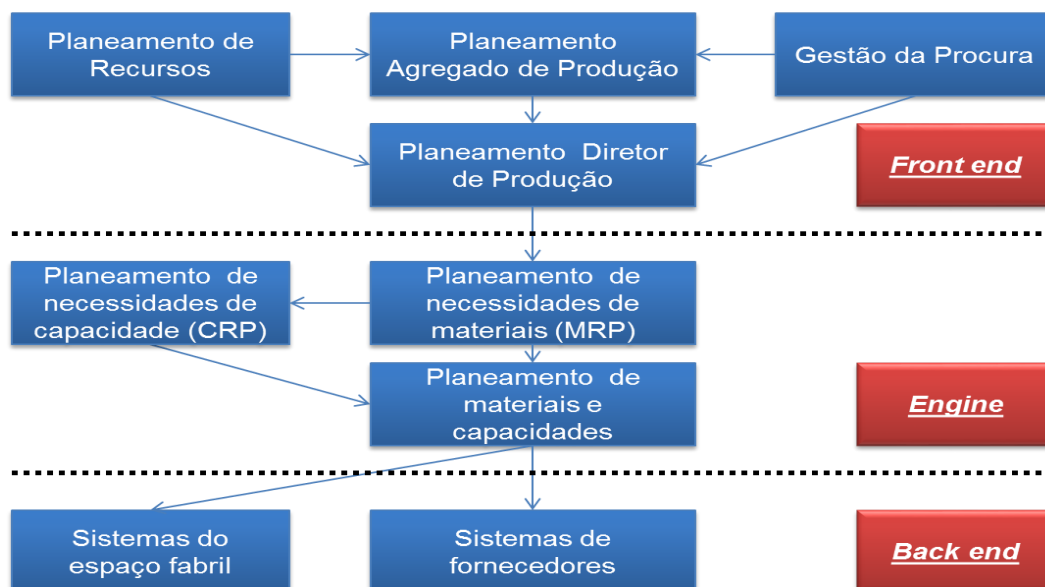 Planeamento de
Recursos
Planeamento
Agregado de Produção
Gestão da Procura
Planeamento Diretor
de Produção
Front end
Planeamento de
necessidades de
capacidade (CRP)
Planeamento de
necessidades de
materiais (MRP)
Planeamento de
materiais e
capacidades
Engine
Sistemas do
espaço fabril
Sistemas de
fornecedores
Back end